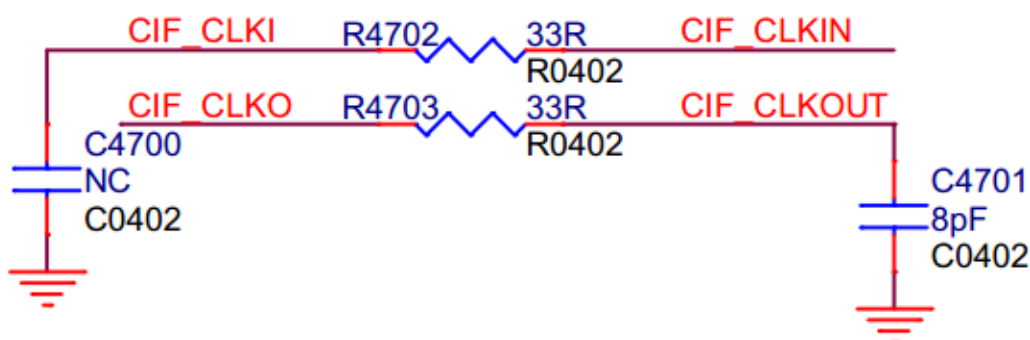 CIF_CLKI R4702 33R CIF_CLKIN
R0402
CIF_CLKO R4703 33R CIF_CLKOUT
R0402
C4700
NC
C0402
C4701
8pF
C0402